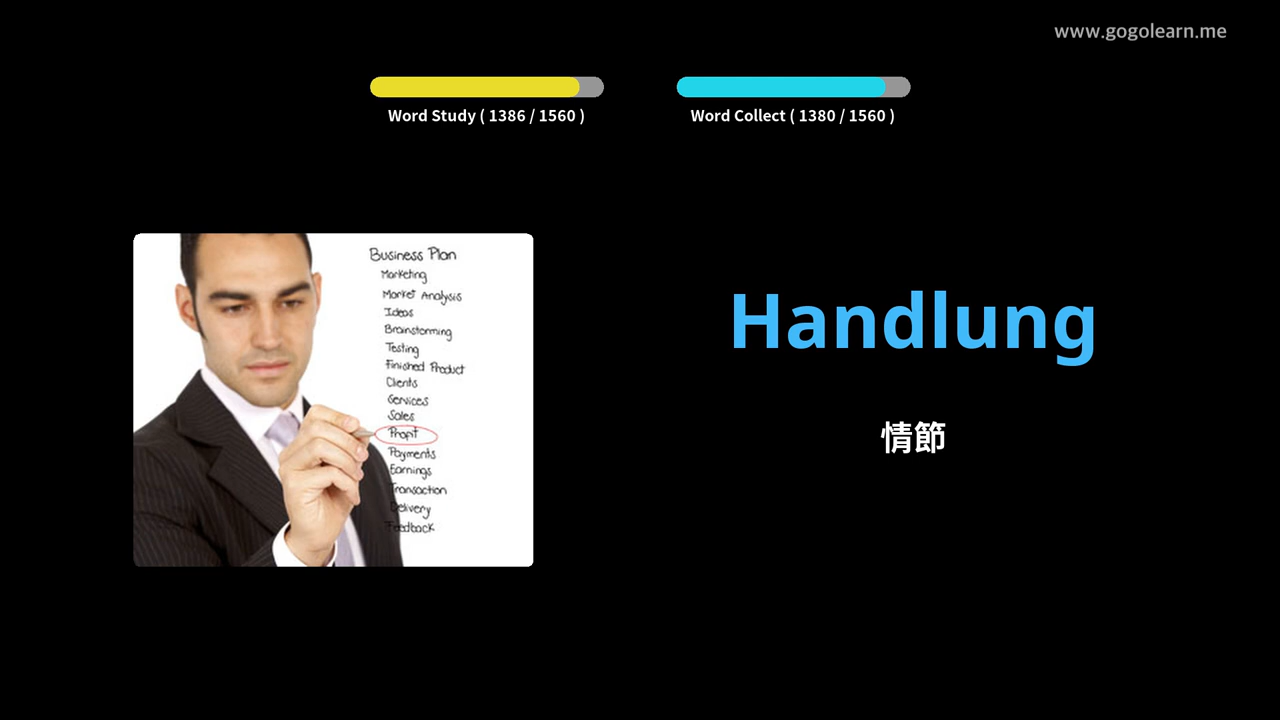 www.gogolearn.me
Word Study ( 1386 / 1560 )
Word Collect ( 1380 / 1560 )
Business Plan
Marketing
Market Analysis
Ideas
Brainstorming
Testing
Finished Product
Clients
Services
Sales
Profit
Payments
Earnings
Transaction
Delivery
Feedback
Handlung
情節